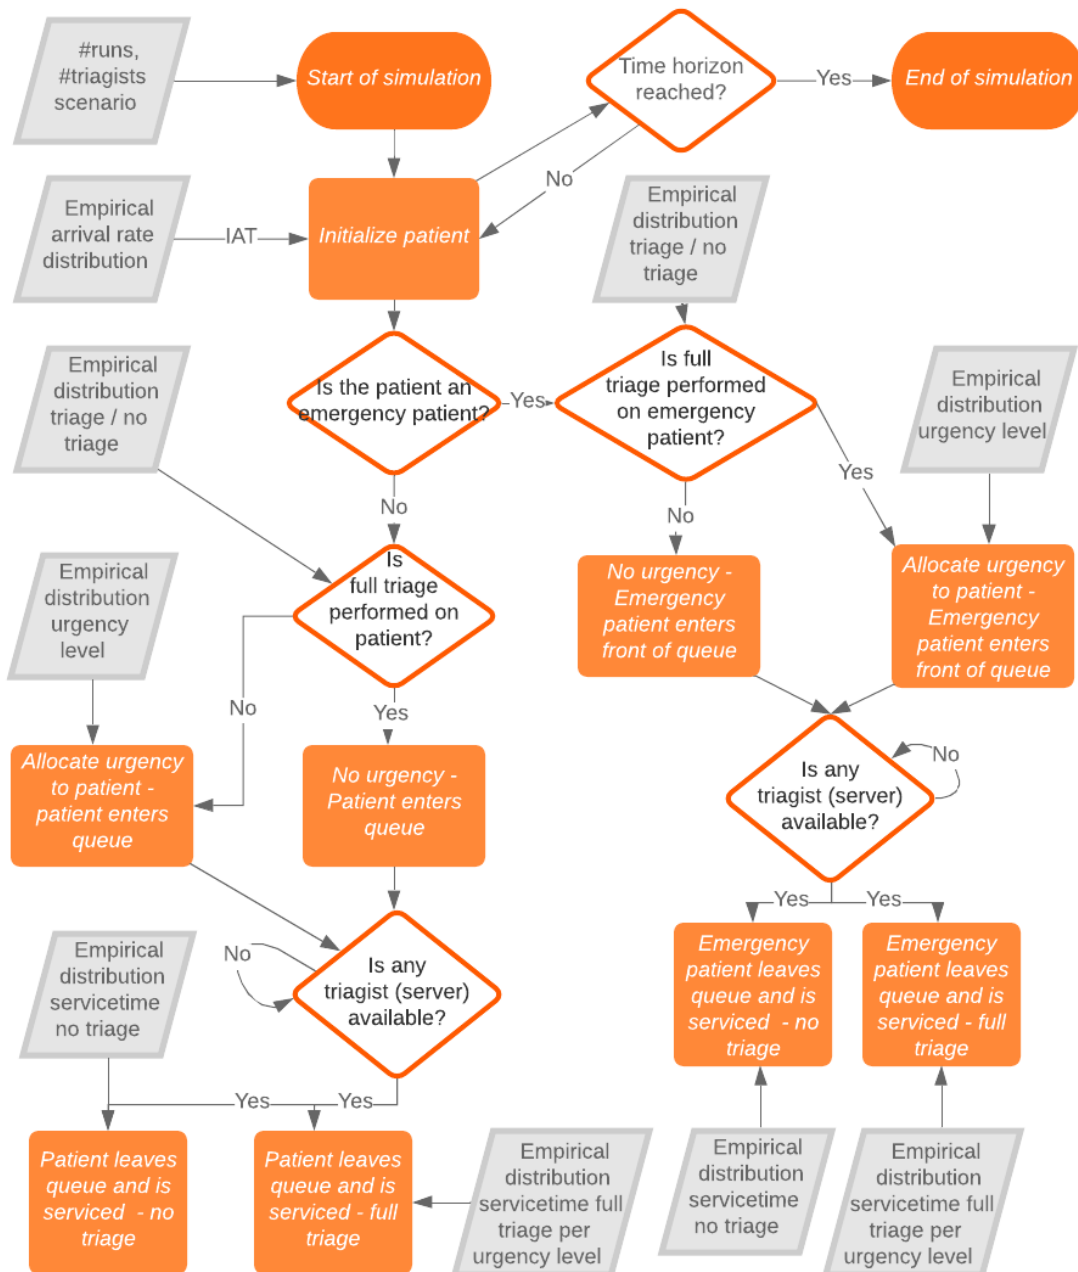 #runs,
#triagists
scenario
Start of simulation
Time horizon
reached?
Yes
End of simulation
No
Empirical
arrival rate
distribution
IAT
Initialize patient
Empirical
distribution
triage / no
triage
Empirical
distribution
triage / no
triage
Is the patient an
emergency patient?
Yes
Is full
triage performed
on emergency
patient?
Empirical
distribution
urgency level
Yes
No
No
Empirical
distribution
urgency
level
Is
full triage
performed on
patient?
No urgency -
Emergency
patient enters
front of queue
Allocate urgency
to patient -
Emergency
patient enters
front of queue
No
Yes
Allocate urgency
to patient -
patient enters
queue
No urgency -
Patient enters
queue
Is any
triagist (server)
available?
No
Yes
Yes
Empirical
distribution
servicetime
no triage
No
Is any
triagist (server)
available?
Emergency
patient leaves
queue and is
serviced - no
triage
Emergency
patient leaves
queue and is
serviced - full
triage
Yes
Yes
Patient leaves
queue and is
serviced - no
triage
Patient leaves
queue and is
serviced - full
triage
Empirical
distribution
servicetime full
triage per
urgency level
Empirical
distribution
servicetime
no triage
Empirical
distribution
servicetime full
triage per
urgency level